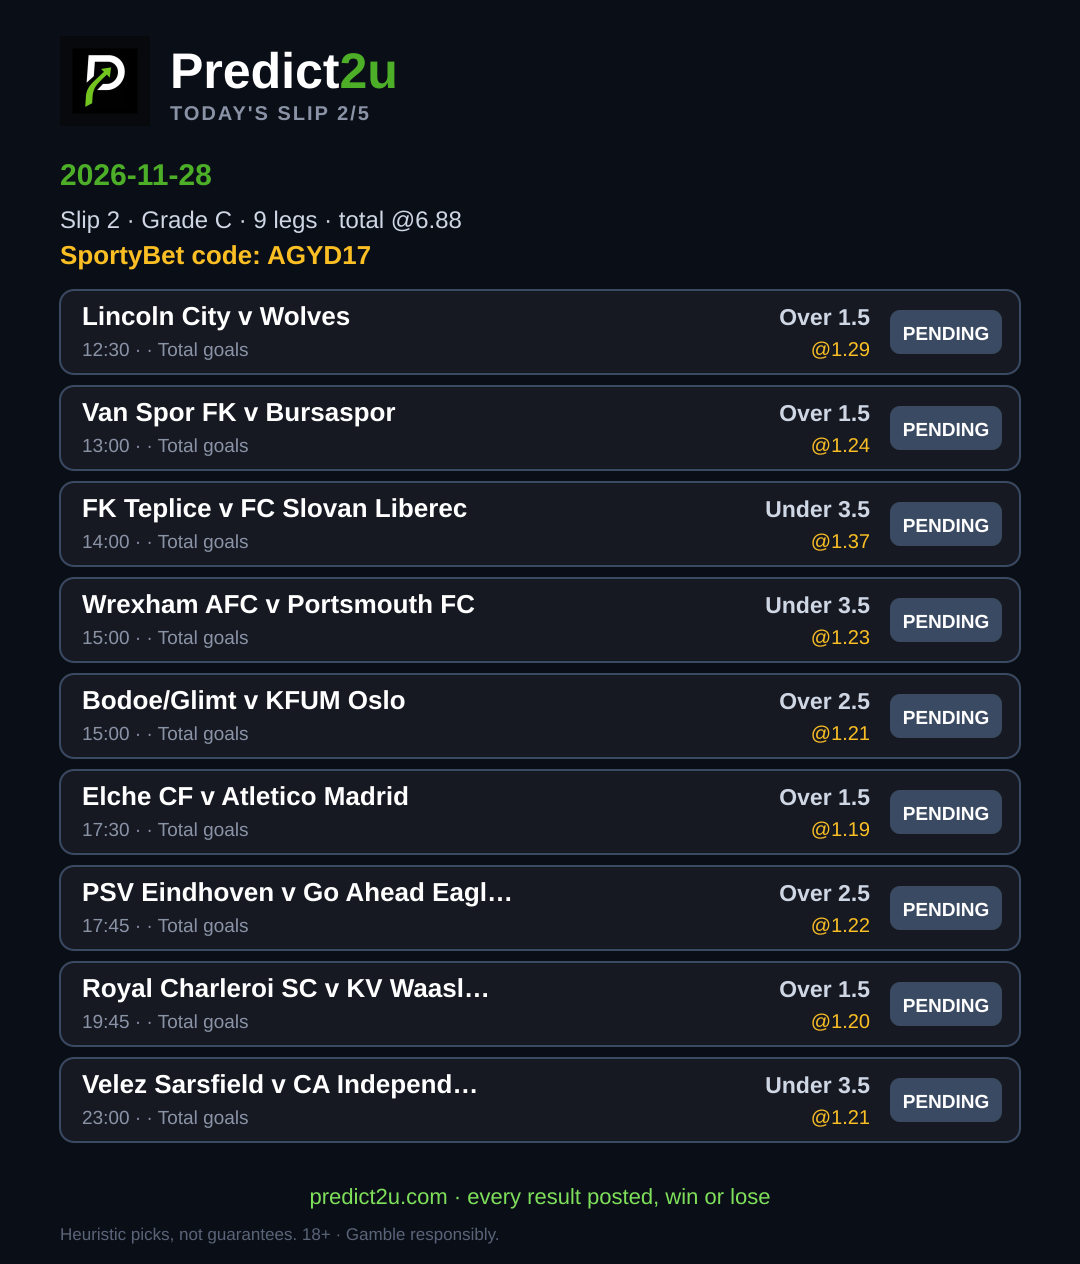 Predict2u
TODAY'S SLIP 2/5
2026-11-28
Slip 2 · Grade C · 9 legs · total @6.88
SportyBet code: AGYD17
Lincoln City v Wolves
Over 1.5
12:30 · · Total goals
@1.29
PENDING
Van Spor FK v Bursaspor
Over 1.5
13:00 · · Total goals
@1.24
PENDING
FK Teplice v FC Slovan Liberec
Under 3.5
14:00 · · Total goals
@1.37
PENDING
Wrexham AFC v Portsmouth FC
Under 3.5
15:00 · · Total goals
@1.23
PENDING
Bodoe/Glimt v KFUM Oslo
Over 2.5
15:00 · · Total goals
@1.21
PENDING
Elche CF v Atletico Madrid
Over 1.5
17:30 · · Total goals
@1.19
PENDING
PSV Eindhoven v Go Ahead Eagl…
Over 2.5
17:45 · · Total goals
@1.22
PENDING
Royal Charleroi SC v KV Waasl…
Over 1.5
19:45 · · Total goals
@1.20
PENDING
Velez Sarsfield v CA Independ…
Under 3.5
23:00 · · Total goals
@1.21
PENDING
predict2u.com · every result posted, win or lose
Heuristic picks, not guarantees. 18+ · Gamble responsibly.